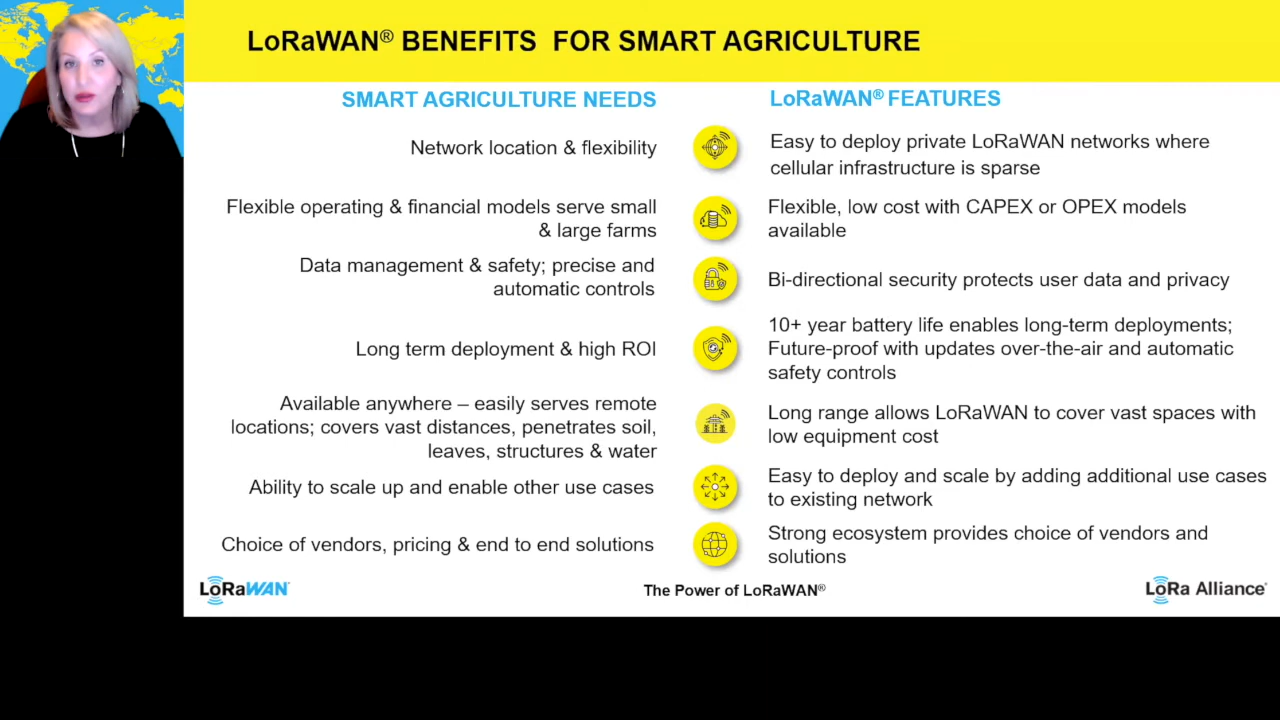 LoRaWAN® BENEFITS FOR SMART AGRICULTURE
SMART AGRICULTURE NEEDS
LoRaWAN® FEATURES
Network location & flexibility
Easy to deploy private LoRaWAN networks where
cellular infrastructure is sparse
Flexible operating & financial models serve small
& large farms
Flexible, low cost with CAPEX or OPEX models
available
Data management & safety; precise and
automatic controls
Bi-directional security protects user data and privacy
Long term deployment & high ROI
10+ year battery life enables long-term deployments;
Future-proof with updates over-the-air and automatic
safety controls
Available anywhere – easily serves remote
locations; covers vast distances, penetrates soil,
leaves, structures & water
Long range allows LoRaWAN to cover vast spaces with
low equipment cost
Ability to scale up and enable other use cases
Easy to deploy and scale by adding additional use cases
to existing network
Choice of vendors, pricing & end to end solutions
Strong ecosystem provides choice of vendors and
solutions
LoRaWAN
The Power of LoRaWAN®
LoRa Alliance